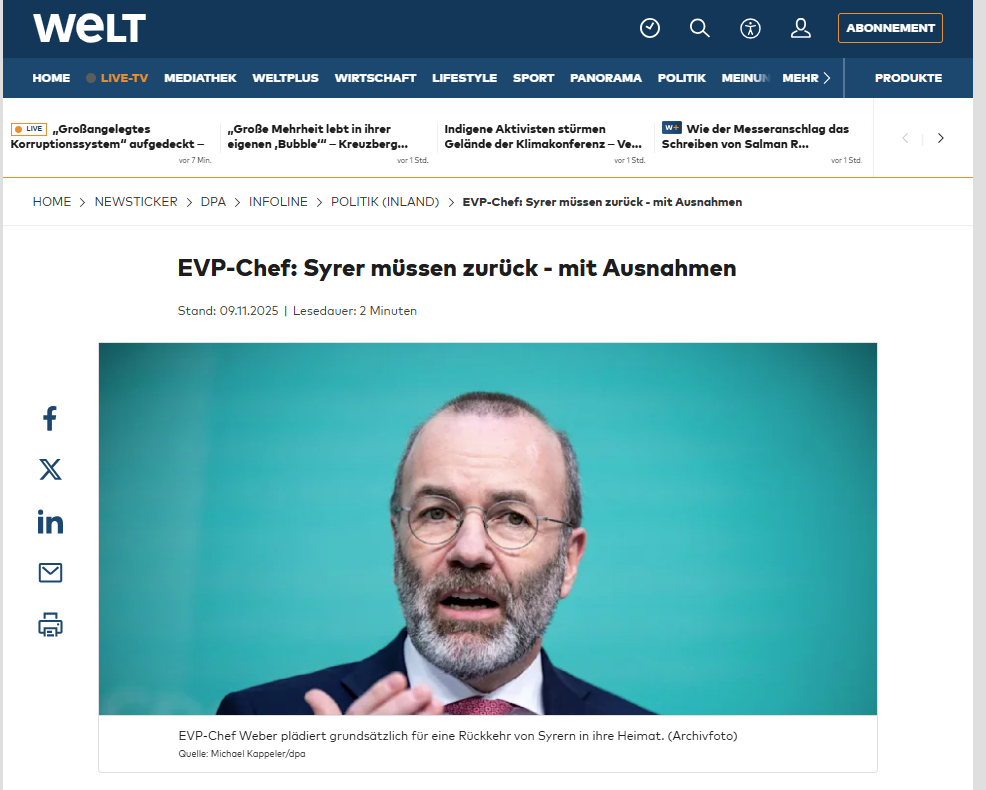 WELT
ABONNEMENT
HOME LIVE-TV MEDIATHEK WELTPLUS WIRTSCHAFT LIFESTYLE SPORT PANORAMA POLITIK MEINUN MEHR PRODUKTE
LIVE „Großangelegtes
Korruptionssystem“ aufgedeckt –
vor 7 Min.
„Große Mehrheit lebt in ihrer
eigenen ‚Bubble‘“ – Kreuzberg...
vor 1 Std.
Indigene Aktivisten stürmen
Gelände der Klimakonferenz – Ve...
vor 1 Std.
W+ Wie der Messeranschlag das
Schreiben von Salman R...
vor 1 Std.
HOME > NEWSTICKER > DPA > INFOLINE > POLITIK (INLAND) > EVP-Chef: Syrer müssen zurück - mit Ausnahmen
EVP-Chef: Syrer müssen zurück - mit Ausnahmen
Stand: 09.11.2025 | Lesedauer: 2 Minuten
EVP-Chef Weber plädiert grundsätzlich für eine Rückkehr von Syrern in ihre Heimat. (Archivfoto)
Quelle: Michael Kappeler/dpa